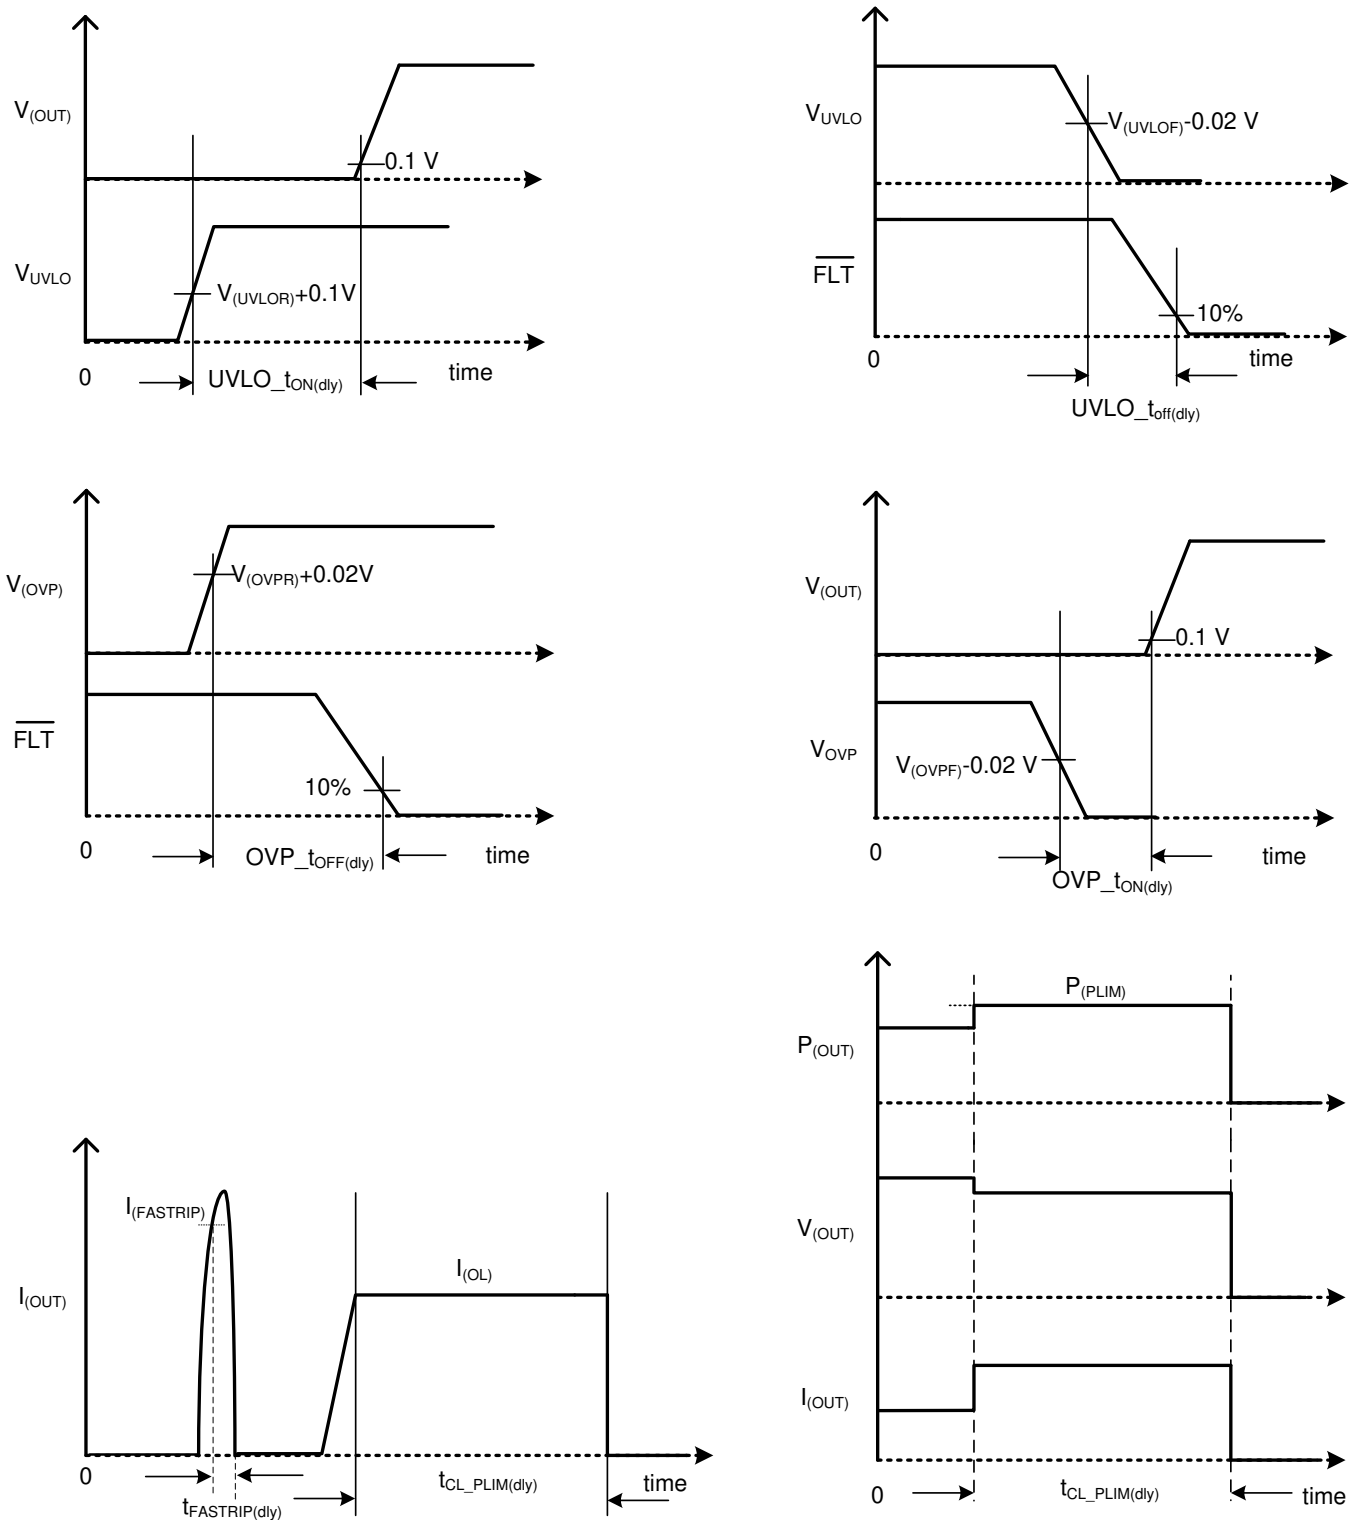 V(OUT)
0.1 V
VUVLO
V(UVLOR)+0.1V
0
UVLO_tON(dly)
time
VUVLO
V(UVLOF)-0.02 V
FLT
10%
0
time
UVLO_toff(dly)
V(OVP)
V(OVPR)+0.02V
FLT
10%
0
OVP_tOFF(dly)
time
V(OUT)
0.1 V
VOVP
V(OVPF)-0.02 V
0
time
OVP_tON(dly)
I(FASTRIP)
I(OL)
I(OUT)
0
tCL_PLIM(dly)
time
tFASTRIP(dly)
P(PLIM)
P(OUT)
V(OUT)
I(OUT)
0
tCL_PLIM(dly)
time